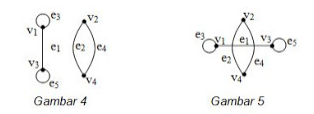 e3 v2
v1
e1 e2 e4
v3
e5 v4
Gambar 4
v2
e3 v1 e1 v3 e5
e2 e4
v4
Gambar 5